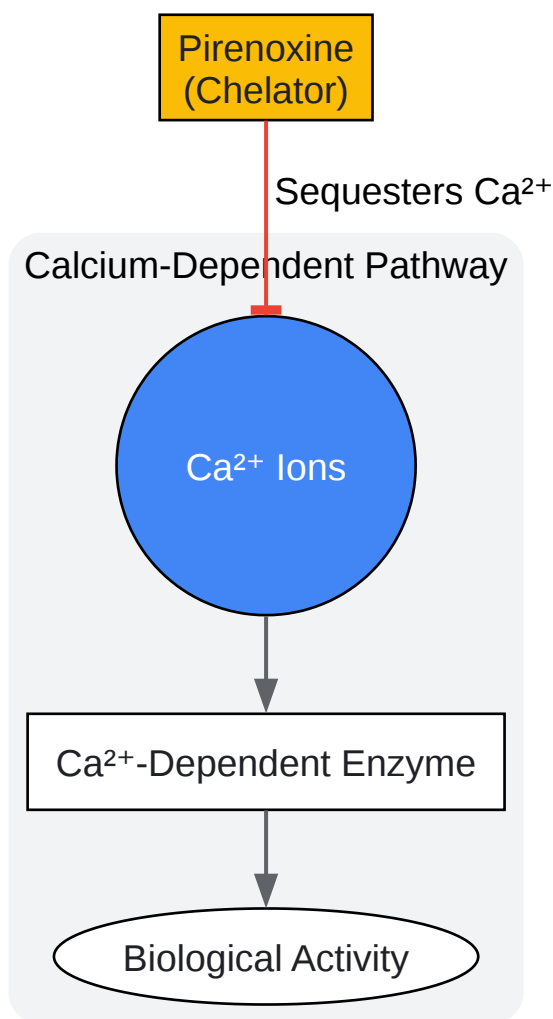 Pirenoxine
(Chelator)
Sequesters Ca²⁺
Calcium-Dependent Pathway
Ca²⁺ Ions
Ca²⁺-Dependent Enzyme
Biological Activity